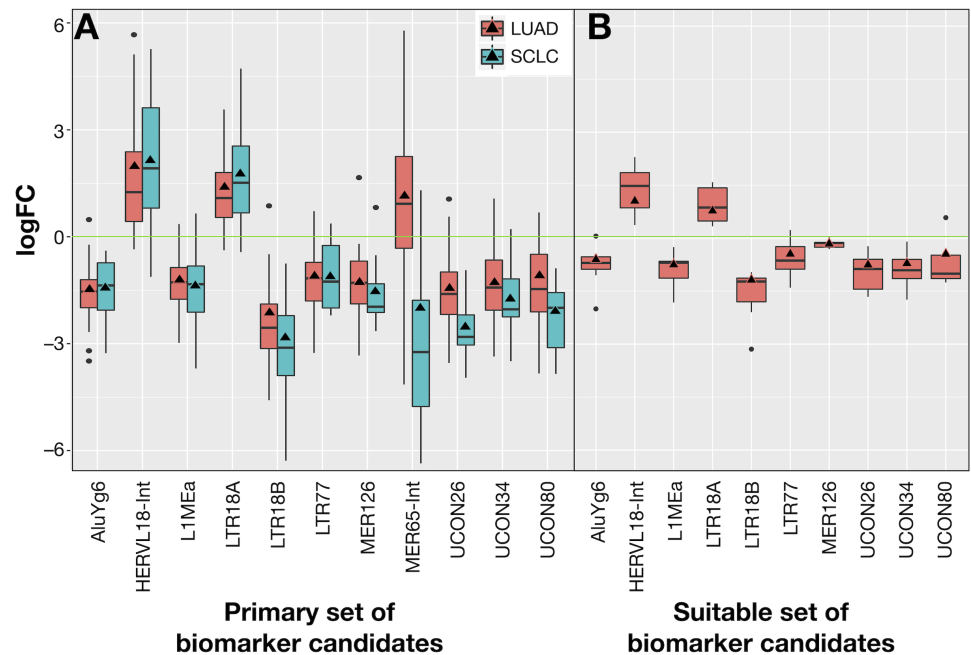 A
B
LUAD
SCLC
logFC
6
3
0
−3
−6
AluYg6
HERVL18-Int
L1MEa
LTR18A
LTR18B
LTR77
MER126
MER65-Int
UCON26
UCON34
UCON80
AluYg6
HERVL18-Int
L1MEa
LTR18A
LTR18B
LTR77
MER126
UCON26
UCON34
UCON80
Primary set of
biomarker candidates
Suitable set of
biomarker candidates